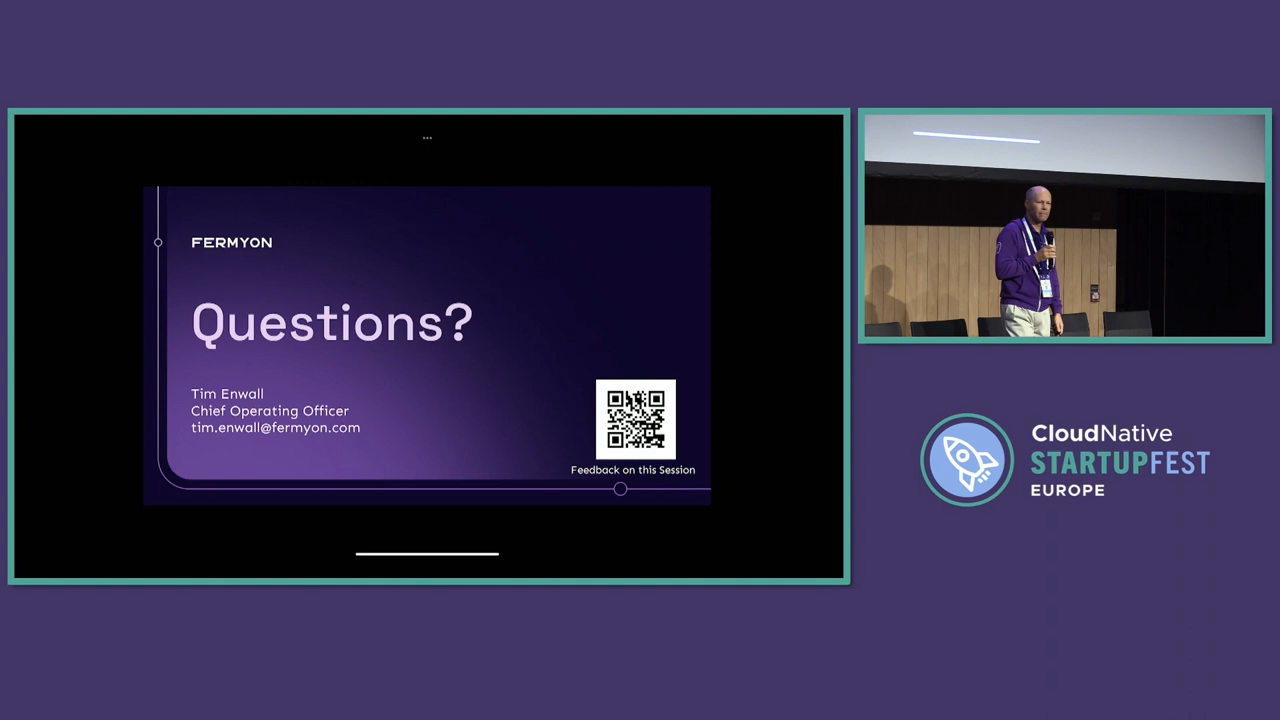 FERMYON
Questions?
Tim Enwall
Chief Operating Officer
tim.enwall@fermyon.com
Feedback on this Session
CloudNative
STARTUPFEST
EUROPE